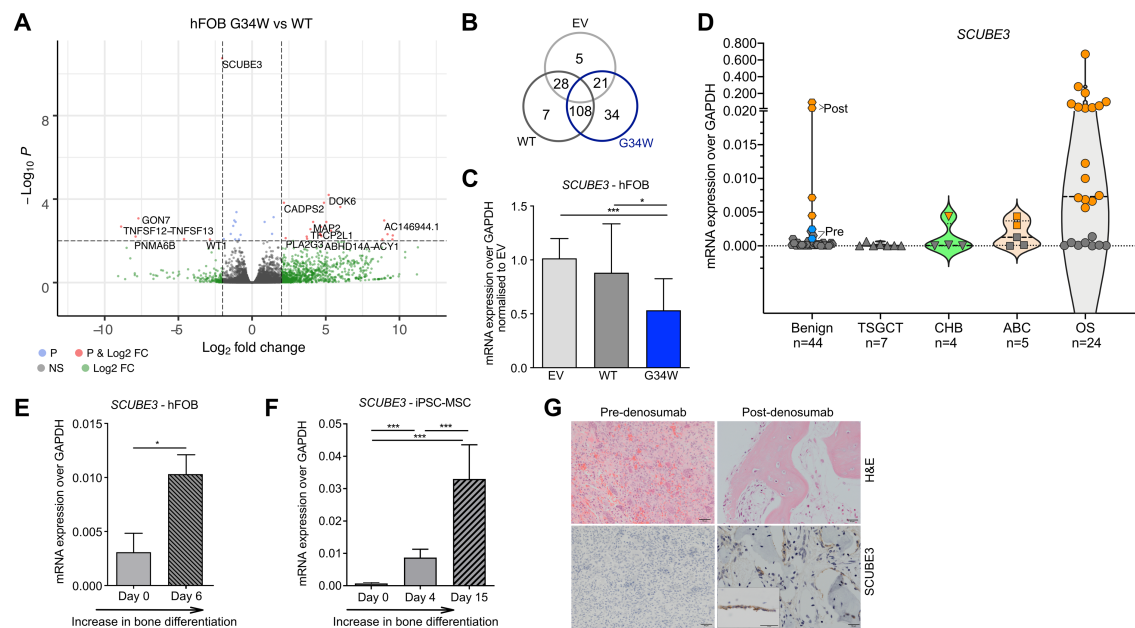 A
hFOB G34W vs WT
SCUBE3
GON7
TNFSF12-TNFSF13
PNMA6B
WT1
CADPS2
DOK6
MAP2
TFCP2L1
PLA2G3
ABHD14A-ACY1
AC146944.1
−Log10 P
8
4
0
−10
−5
0
5
10
Log2 fold change
P
P & Log2 FC
NS
Log2 FC
B
EV
5
28
21
7
108
34
WT
G34W
C
SCUBE3 - hFOB
*
***
mRNA expression over GAPDH
normalised to EV
1.5
1.0
0.5
0.0
EV
WT
G34W
D
SCUBE3
mRNA expression over GAPDH
0.800
0.600
0.400
0.200
0.020
0.015
0.010
0.005
0.000
Post
Pre
Benign
n=44
TSGCT
n=7
CHB
n=4
ABC
n=5
OS
n=24
E
SCUBE3 - hFOB
*
mRNA expression over GAPDH
0.015
0.010
0.005
0.000
Day 0
Day 6
Increase in bone differentiation
F
SCUBE3 - iPSC-MSC
*** ***
***
mRNA expression over GAPDH
0.05
0.04
0.03
0.02
0.01
0.00
Day 0
Day 4
Day 15
Increase in bone differentiation
G
Pre-denosumab
Post-denosumab
H&E
SCUBE3